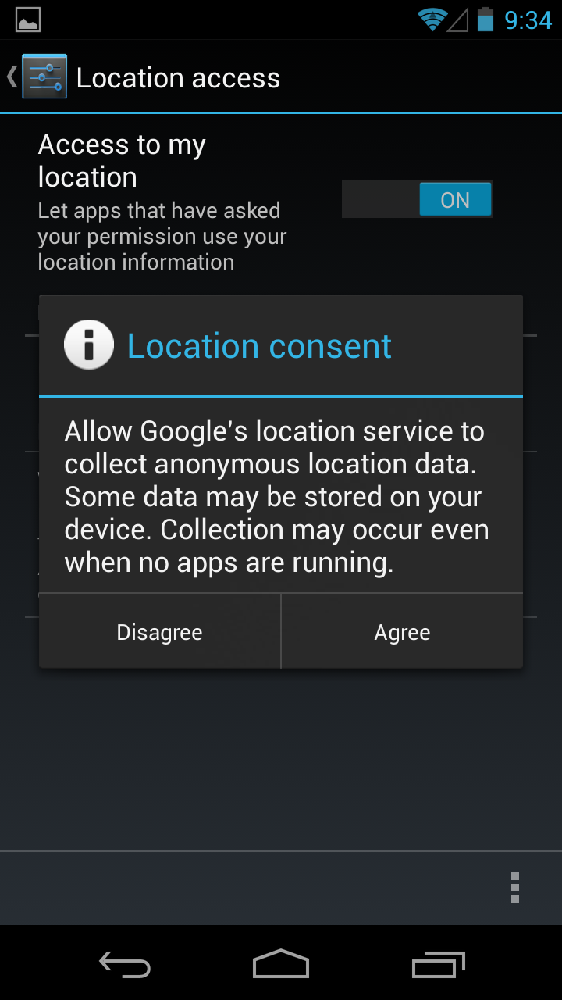 9:34
Location access
Access to my
location
Let apps that have asked
your permission use your
location information
ON
Location consent
Allow Google's location service to
collect anonymous location data.
Some data may be stored on your
device. Collection may occur even
when no apps are running.
Disagree
Agree